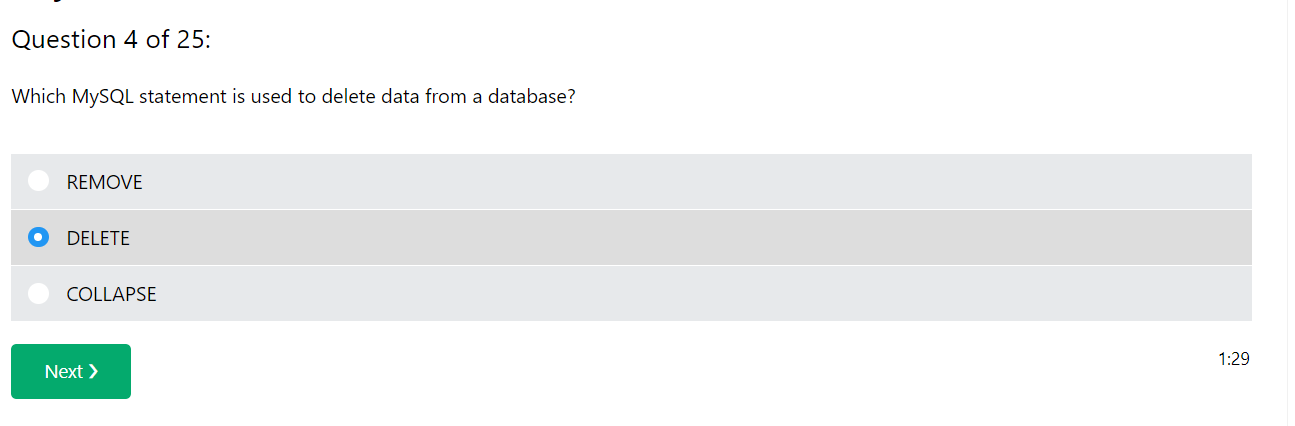 Question 4 of 25:
Which MySQL statement is used to delete data from a database?
REMOVE
DELETE
COLLAPSE
Next ❯
1:29